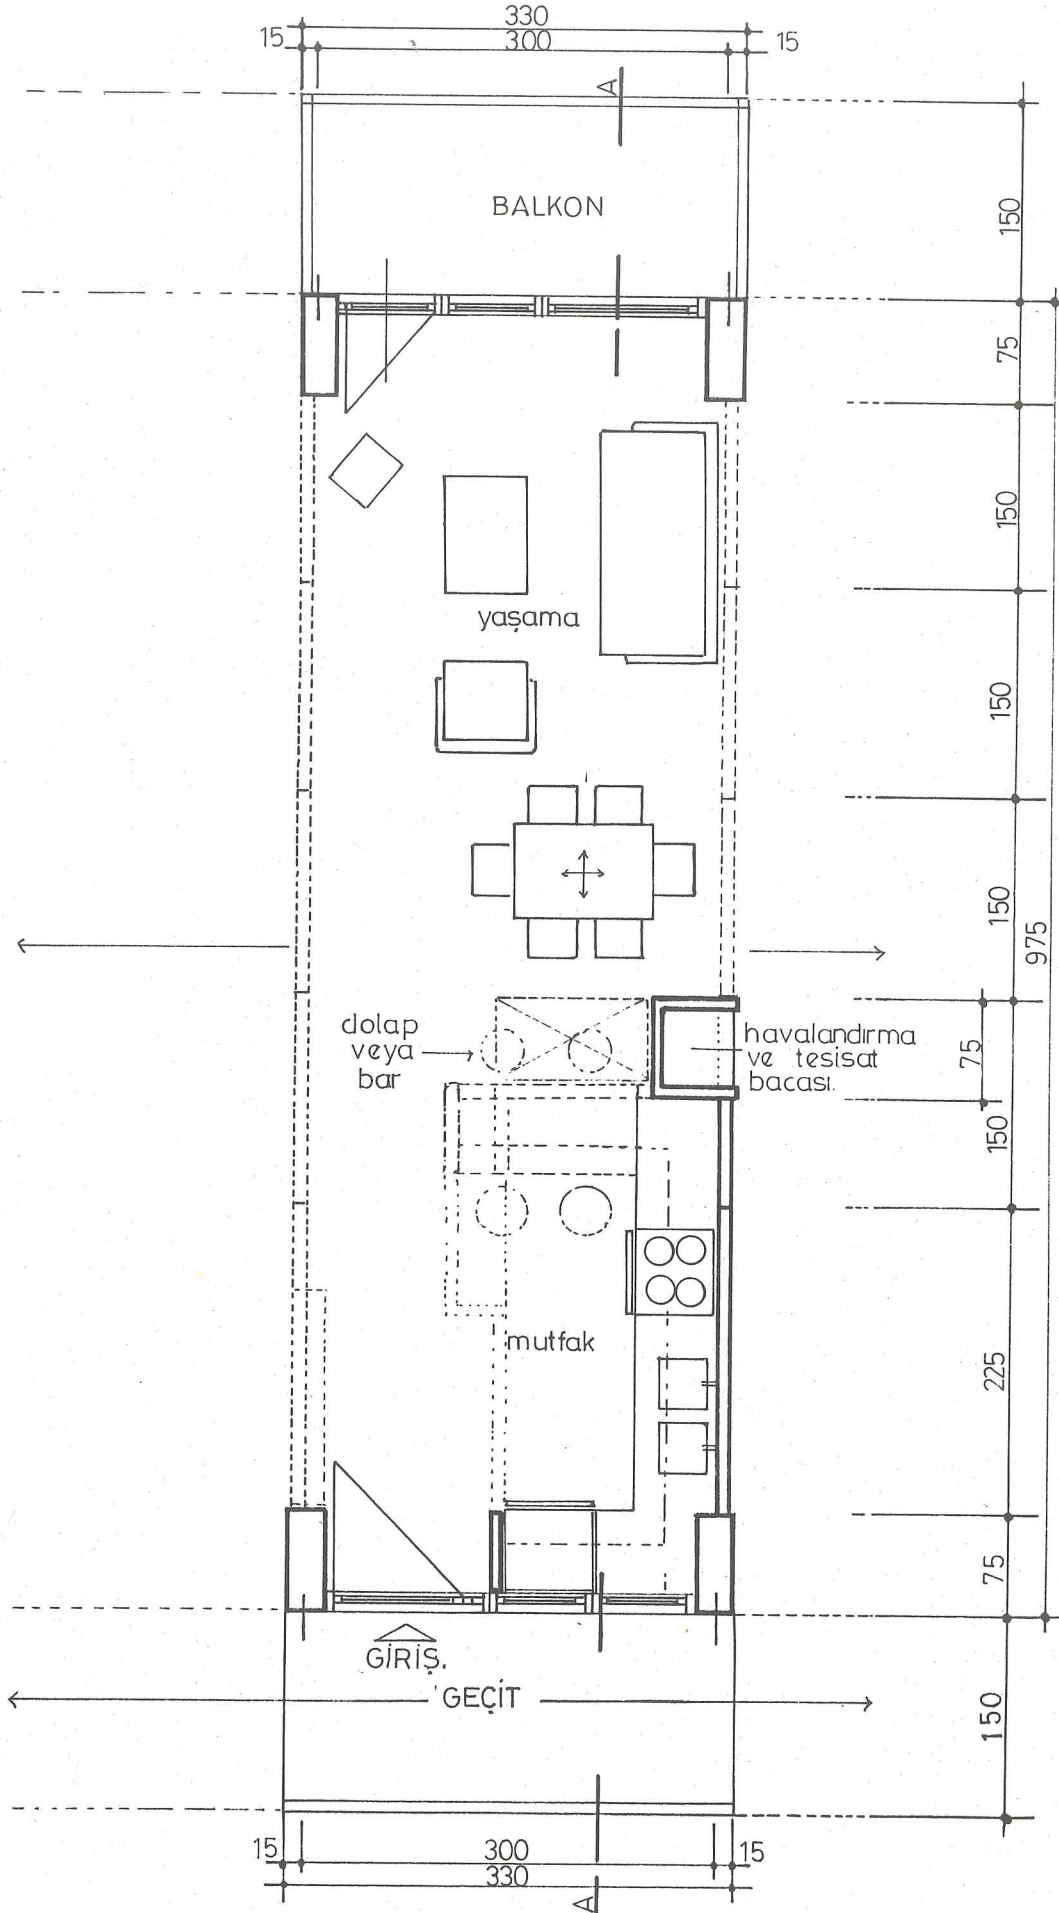 330
15 300 15
A
BALKON
150
75
150
yaşama
150
150
975
dolap
veya
bar
havalandırma
ve tesisat
bacası.
75
150
mutfak
225
75
GİRİŞ.
GEÇİT
150
15 300 15
330
A